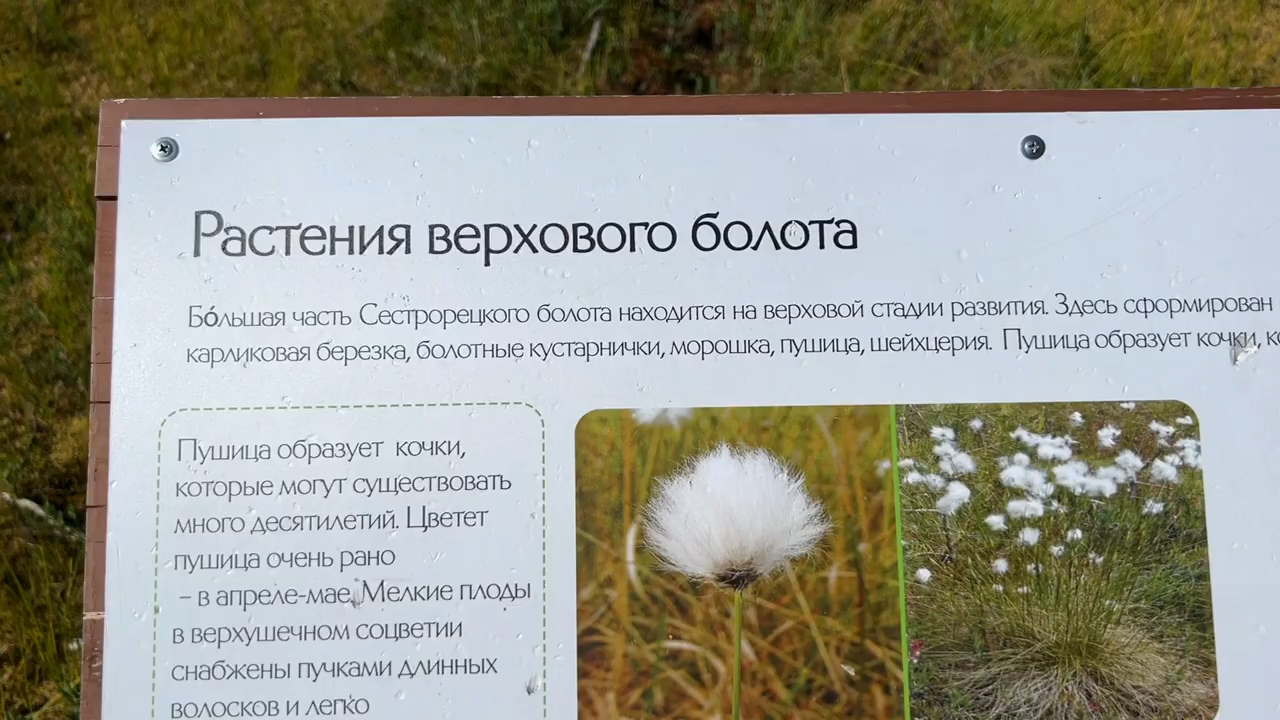 Растения верхового болота
Бо́льшая часть Сестрорецкого болота находится на верховой стадии развития. Здесь сформирован
карликовая березка, болотные кустарнички, морошка, пушица, шейхцерия. Пушица образует кочки,
Пушица образует кочки,
которые могут существовать
много десятилетий. Цветет
пушица очень рано
– в апреле-мае. Мелкие плоды
в верхушечном соцветии
снабжены пучками длинных
волосков и легко